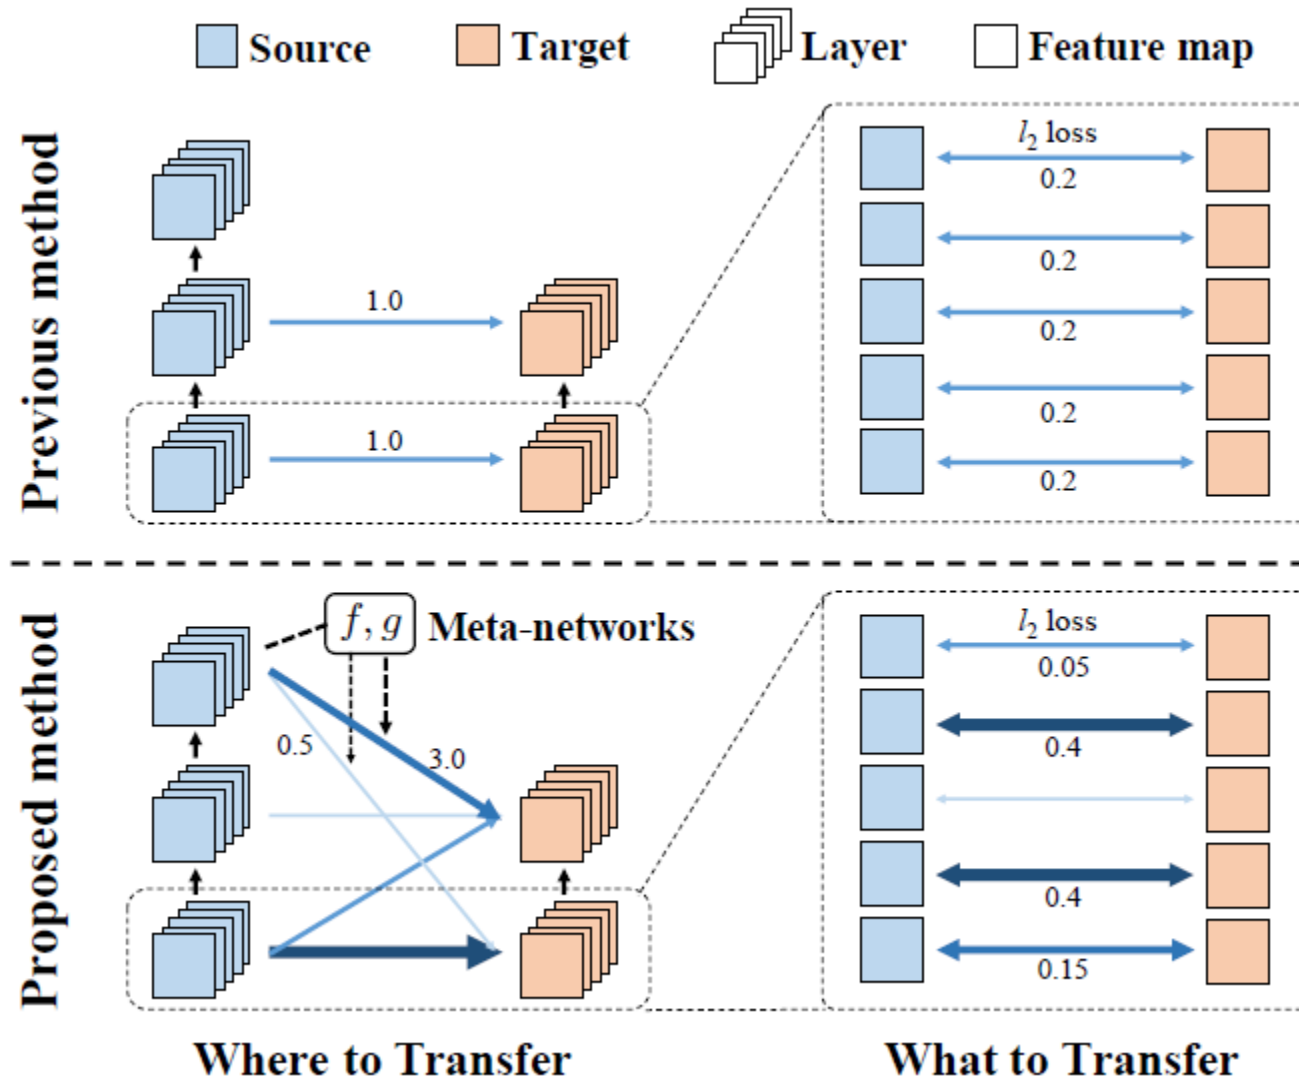 Source Target Layer Feature map
Previous method
1.0
1.0
l₂ loss
0.2
0.2
0.2
0.2
0.2
Proposed method
f, g Meta-networks
0.5
3.0
l₂ loss
0.05
0.4
0.4
0.15
Where to Transfer
What to Transfer